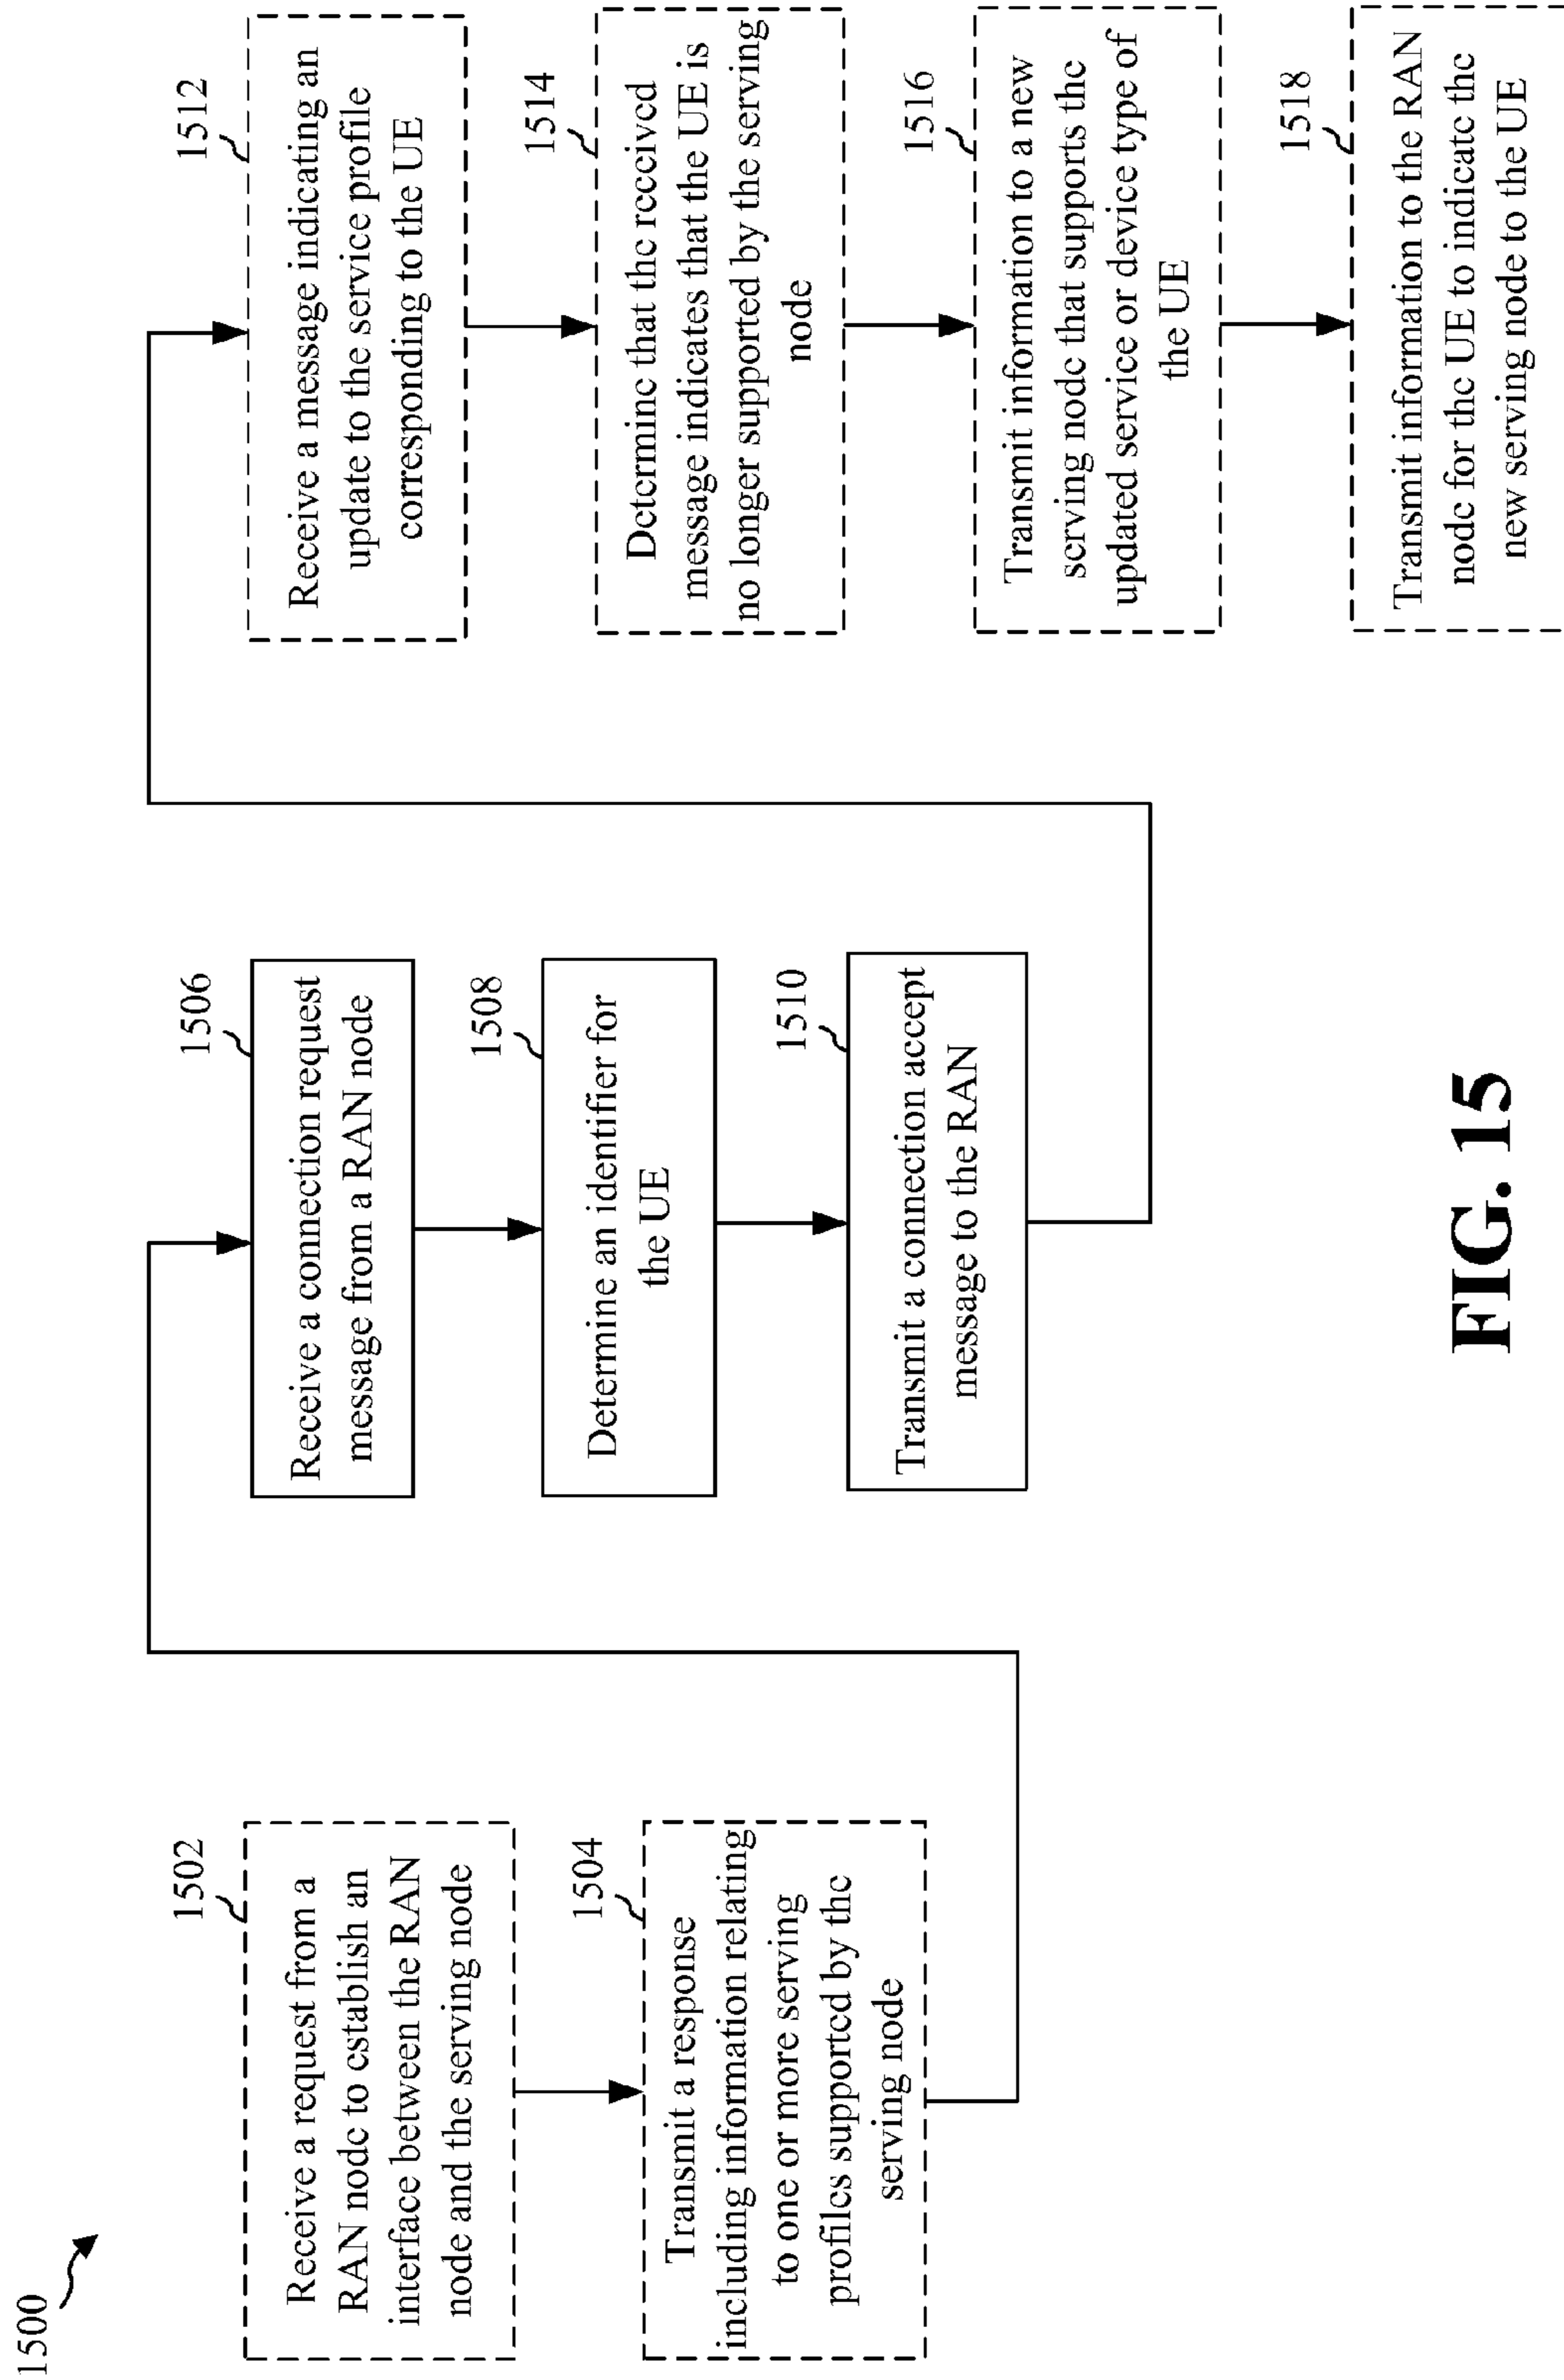 1500
1502
Receive a request from a
RAN node to establish an
interface between the RAN
node and the serving node
1504
Transmit a response
including information relating
to one or more serving
profiles supported by the
serving node
1506
Receive a connection request
message from a RAN node
1508
Determine an identifier for
the UE
1510
Transmit a connection accept
message to the RAN
1512
Receive a message indicating an
update to the service profile
corresponding to the UE
1514
Determine that the received
message indicates that the UE is
no longer supported by the serving
node
1516
Transmit information to a new
serving node that supports the
updated service or device type of
the UE
1518
Transmit information to the RAN
node for the UE to indicate the
new serving node to the UE
FIG. 15